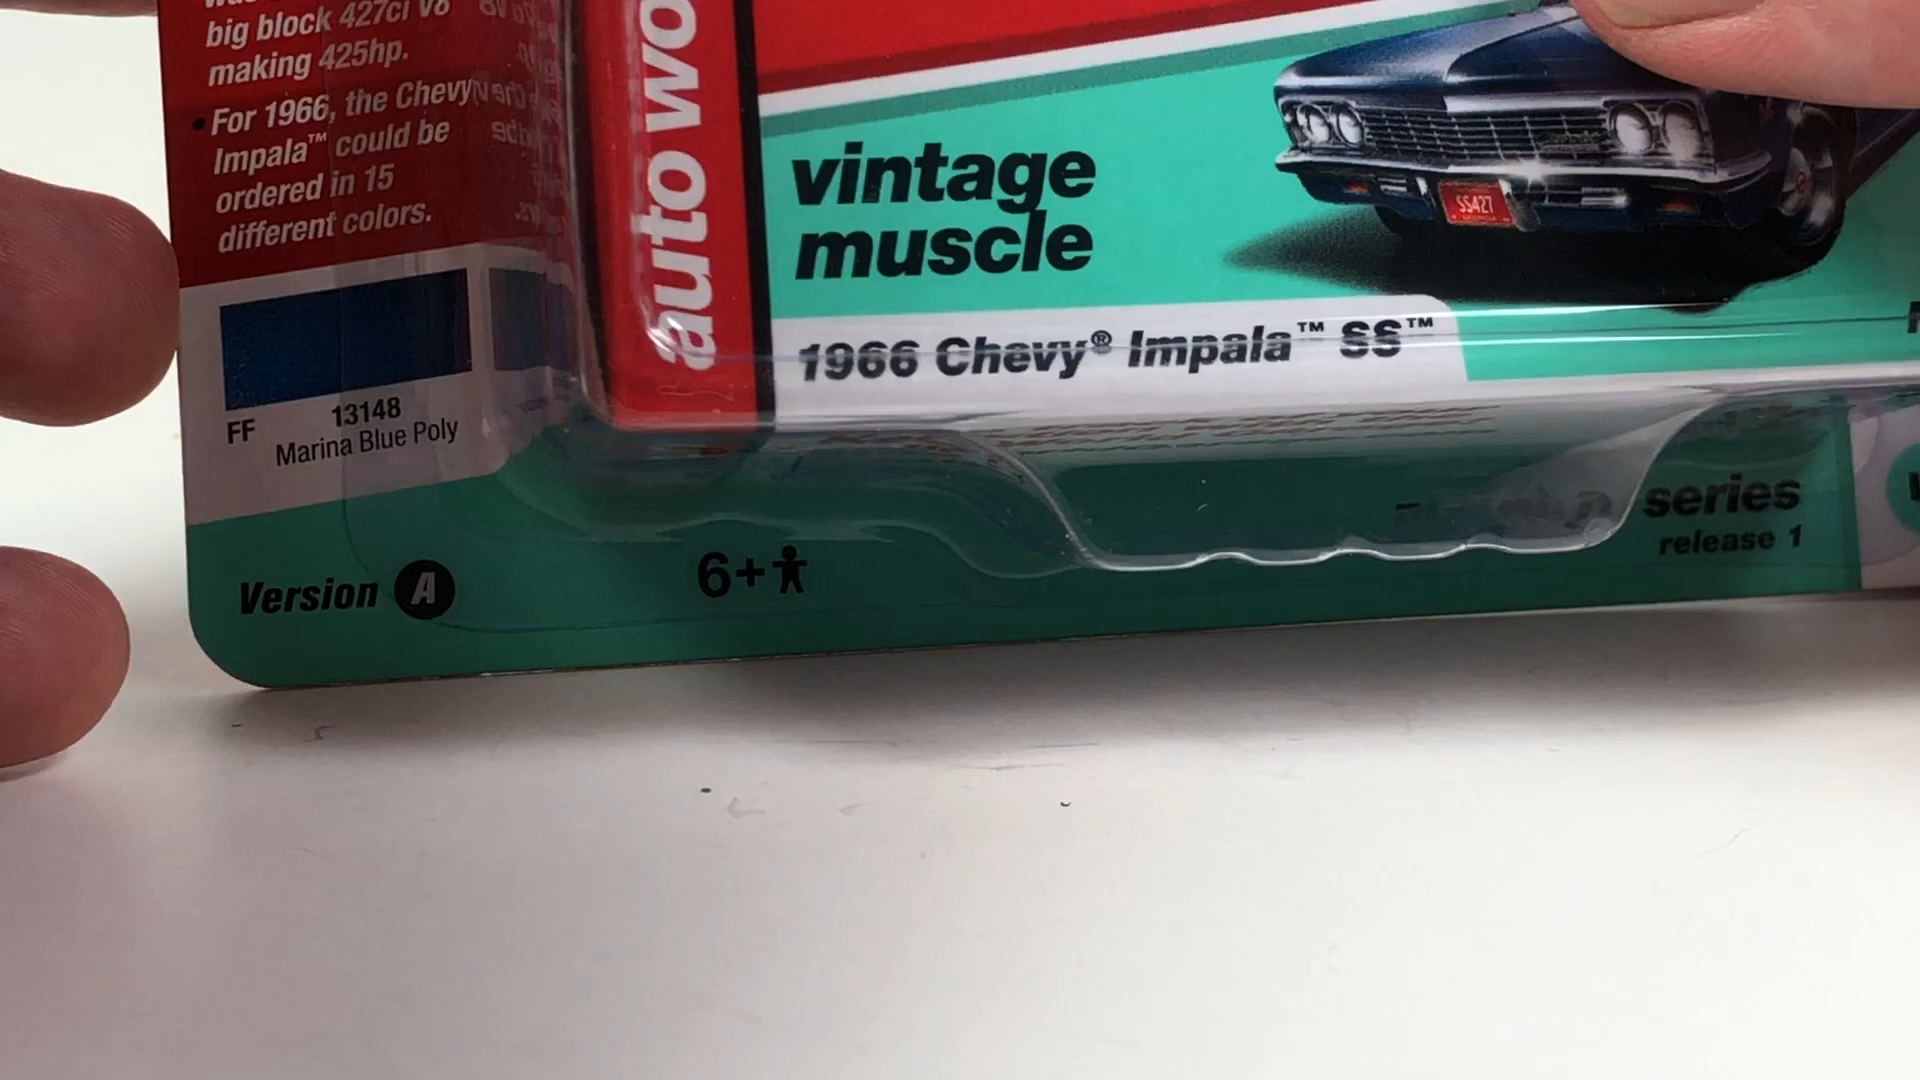 big block 427ci V8
making 425hp.
• For 1966, the Chevy
Impala™ could be
ordered in 15
different colors.
FF
13148
Marina Blue Poly
Version A
6+
auto wo
vintage
muscle
SS427
1966 Chevy® Impala™ SS™
series
release 1